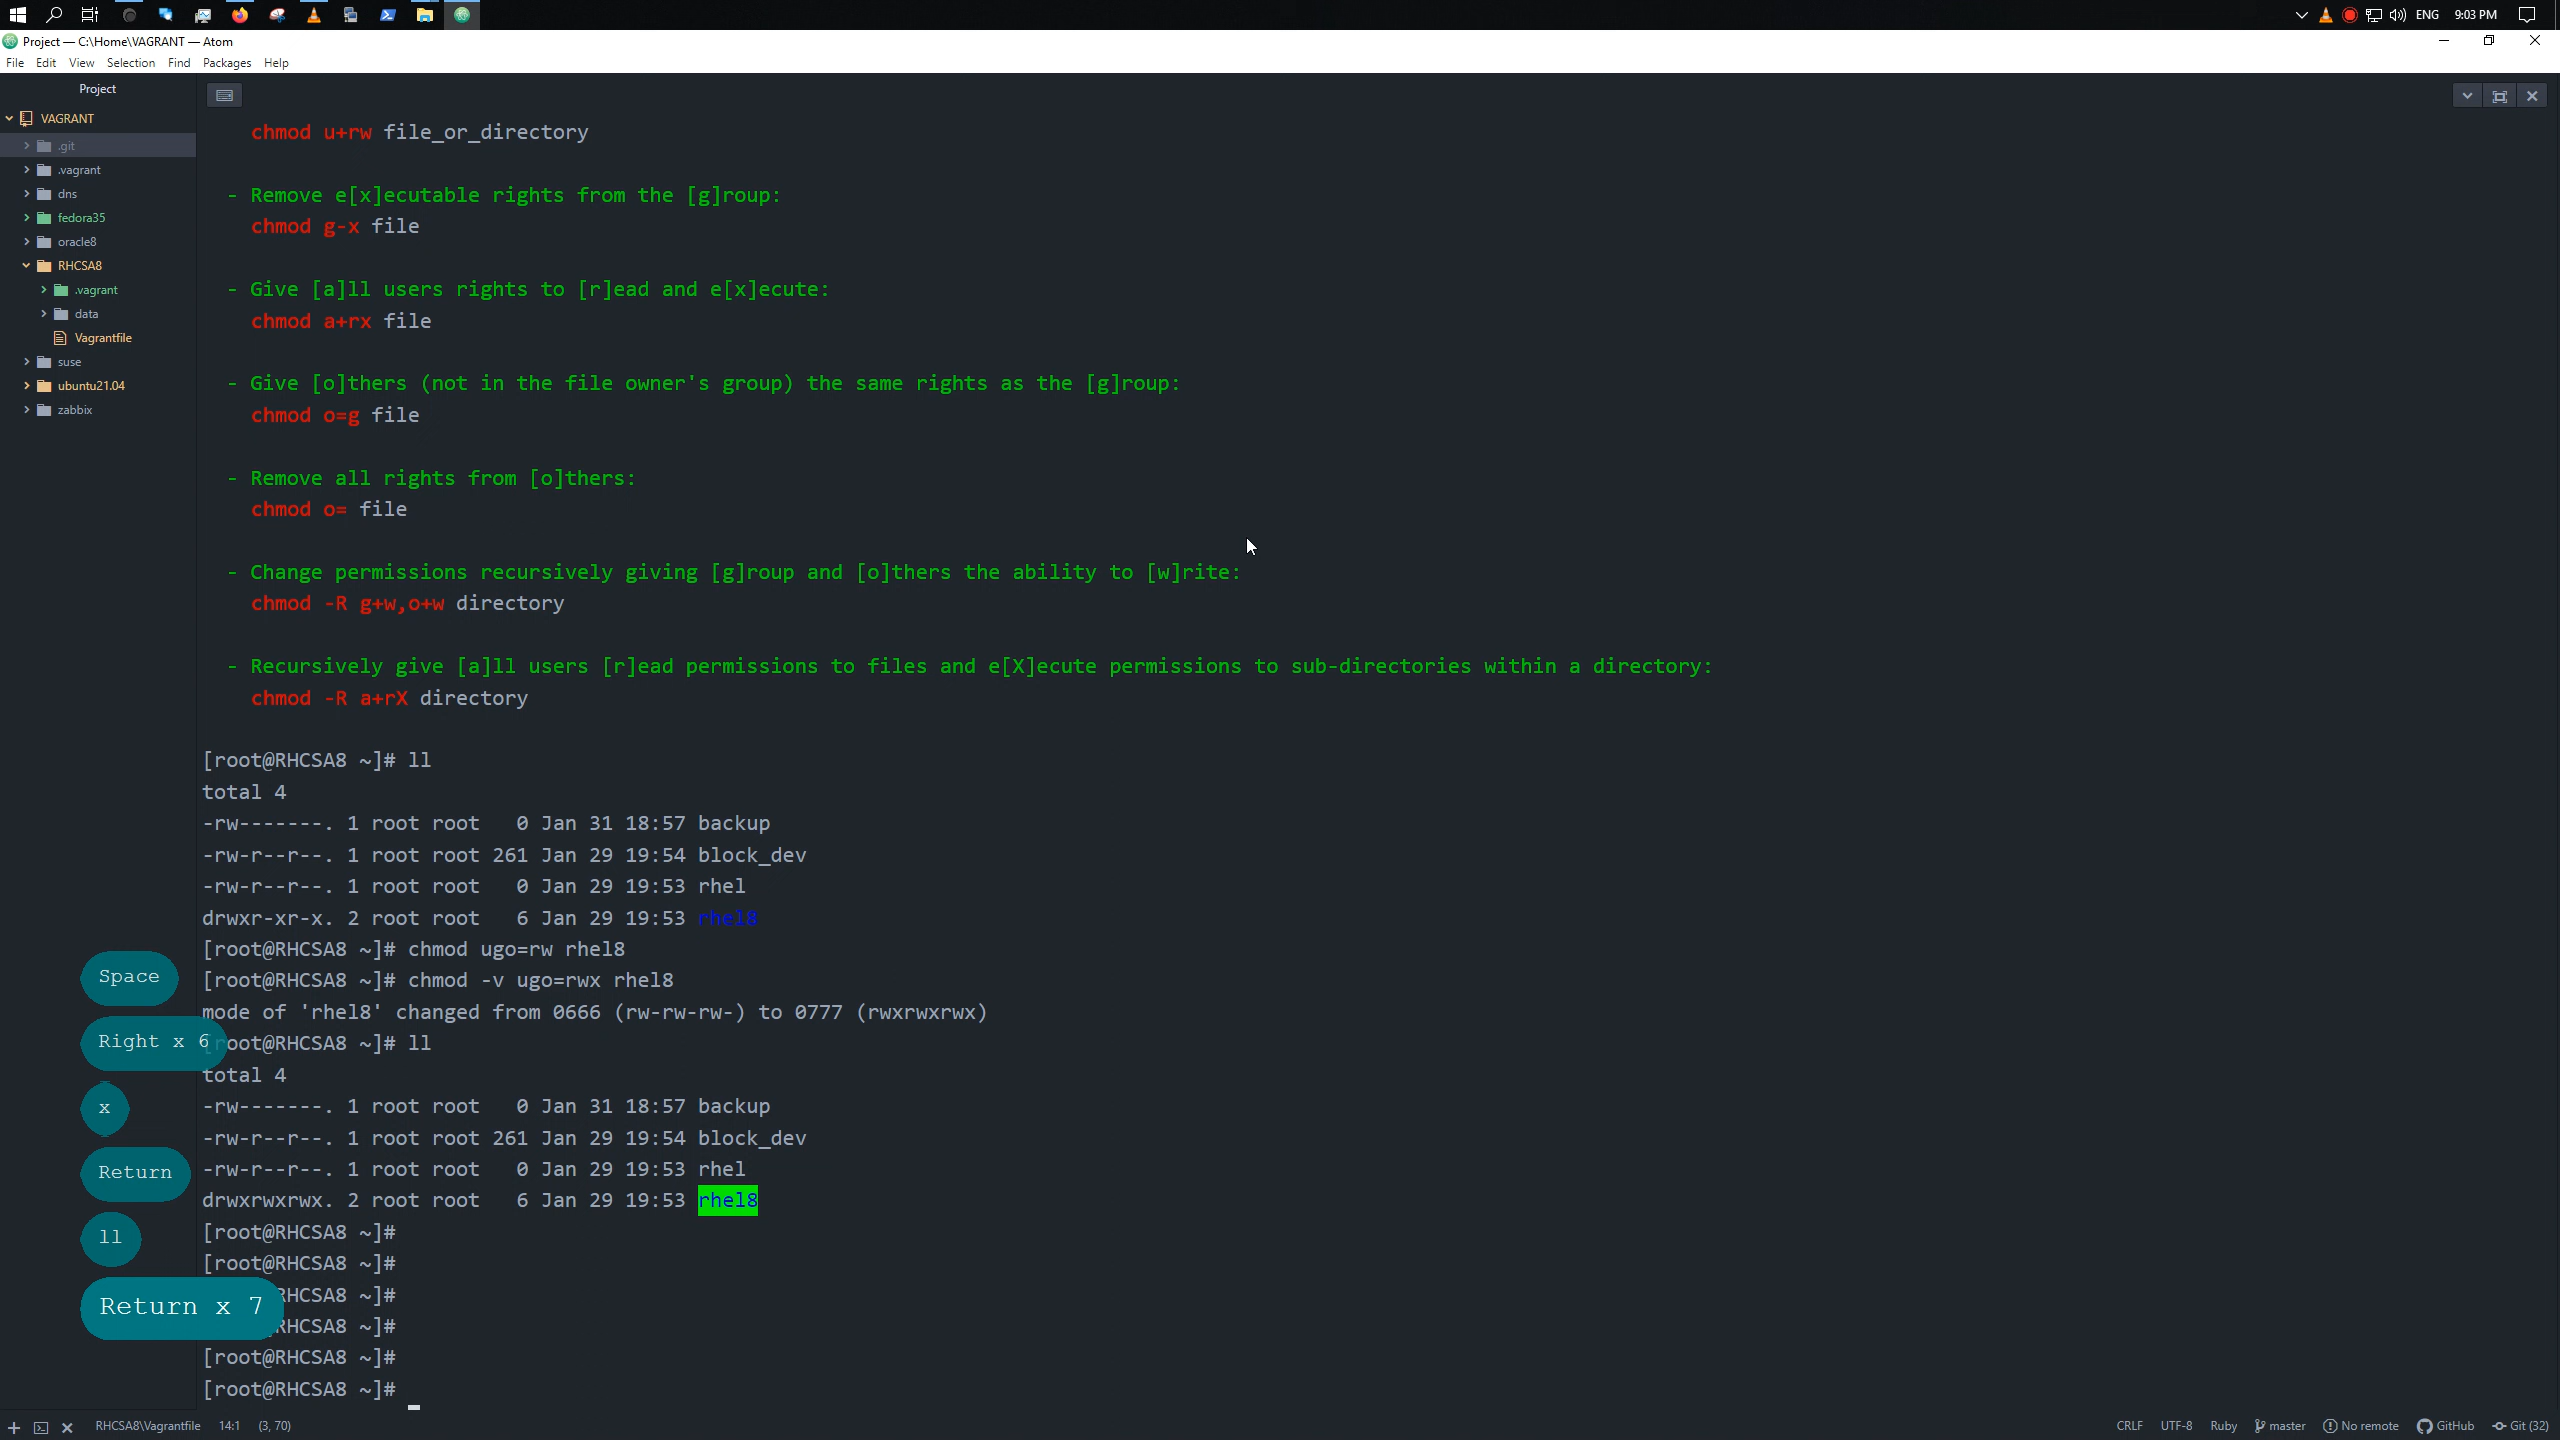 ENG 9:03 PM
Project — C:\Home\VAGRANT — Atom
File Edit View Selection Find Packages Help
Project
VAGRANT
.git
.vagrant
dns
fedora35
oracle8
RHCSA8
.vagrant
data
Vagrantfile
suse
ubuntu21.04
zabbix
chmod u+rw file_or_directory
- Remove e[x]ecutable rights from the [g]roup:
chmod g-x file
- Give [a]ll users rights to [r]ead and e[x]ecute:
chmod a+rx file
- Give [o]thers (not in the file owner's group) the same rights as the [g]roup:
chmod o=g file
- Remove all rights from [o]thers:
chmod o= file
- Change permissions recursively giving [g]roup and [o]thers the ability to [w]rite:
chmod -R g+w,o+w directory
- Recursively give [a]ll users [r]ead permissions to files and e[X]ecute permissions to sub-directories within a directory:
chmod -R a+rX directory
[root@RHCSA8 ~]# ll
total 4
-rw-------. 1 root root   0 Jan 31 18:57 backup
-rw-r--r--. 1 root root 261 Jan 29 19:54 block_dev
-rw-r--r--. 1 root root   0 Jan 29 19:53 rhel
drwxr-xr-x. 2 root root   6 Jan 29 19:53 rhel8
[root@RHCSA8 ~]# chmod ugo=rw rhel8
[root@RHCSA8 ~]# chmod -v ugo=rwx rhel8
mode of 'rhel8' changed from 0666 (rw-rw-rw-) to 0777 (rwxrwxrwx)
[root@RHCSA8 ~]# ll
total 4
-rw-------. 1 root root   0 Jan 31 18:57 backup
-rw-r--r--. 1 root root 261 Jan 29 19:54 block_dev
-rw-r--r--. 1 root root   0 Jan 29 19:53 rhel
drwxrwxrwx. 2 root root   6 Jan 29 19:53 rhel8
[root@RHCSA8 ~]#
[root@RHCSA8 ~]#
RHCSA8 ~]#
RHCSA8 ~]#
[root@RHCSA8 ~]#
[root@RHCSA8 ~]#
Space
Right x 6
x
Return
ll
Return x 7
RHCSA8\Vagrantfile 14:1 (3, 70)
CRLF UTF-8 Ruby master No remote GitHub Git (32)